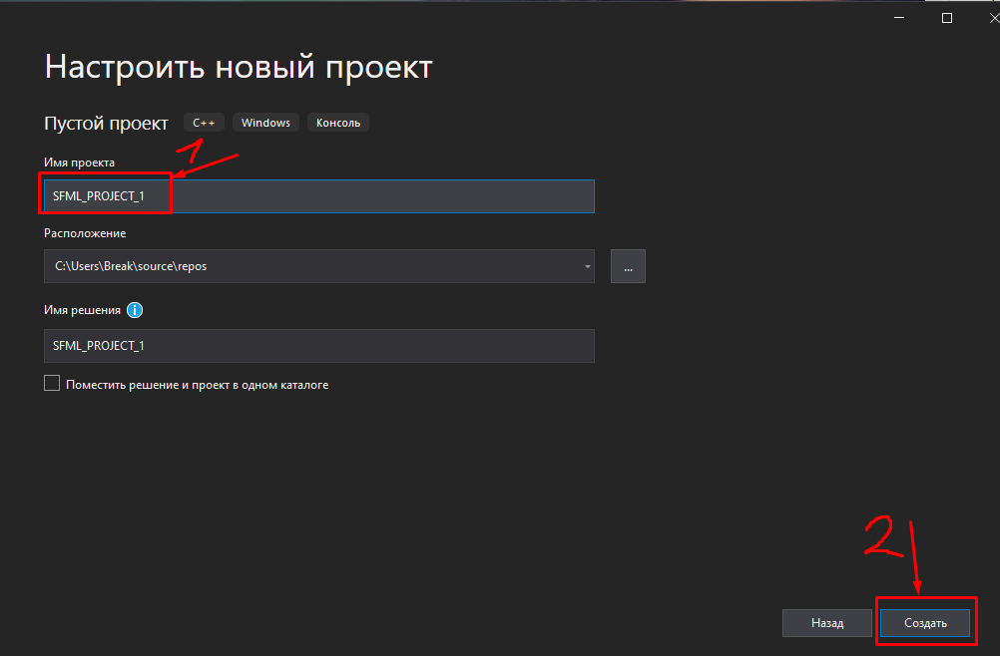 Настроить новый проект
Пустой проект C++ Windows Консоль
Имя проекта
1
SFML_PROJECT_1
Расположение
C:\Users\Break\source\repos
...
Имя решения i
SFML_PROJECT_1
Поместить решение и проект в одном каталоге
2
Назад Создать